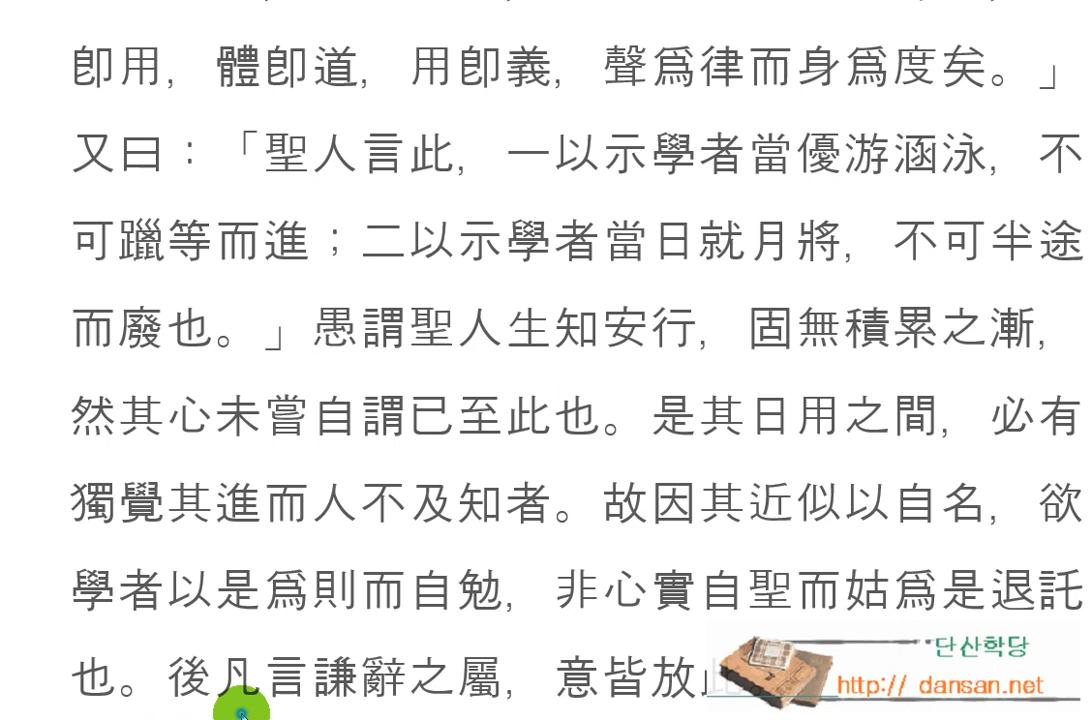 卽用, 體卽道, 用卽義, 聲爲律而身爲度矣。」
又曰：「聖人言此, 一以示學者當優游涵泳, 不
可躐等而進；二以示學者當日就月將, 不可半途
而廢也。」愚謂聖人生知安行, 固無積累之漸,
然其心未嘗自謂已至此也。是其日用之間, 必有
獨覺其進而人不及知者。故因其近似以自名, 欲
學者以是爲則而自勉, 非心實自聖而姑爲是退託
也。後凡言謙辭之屬, 意皆放
단산학당
http:// dansan.net